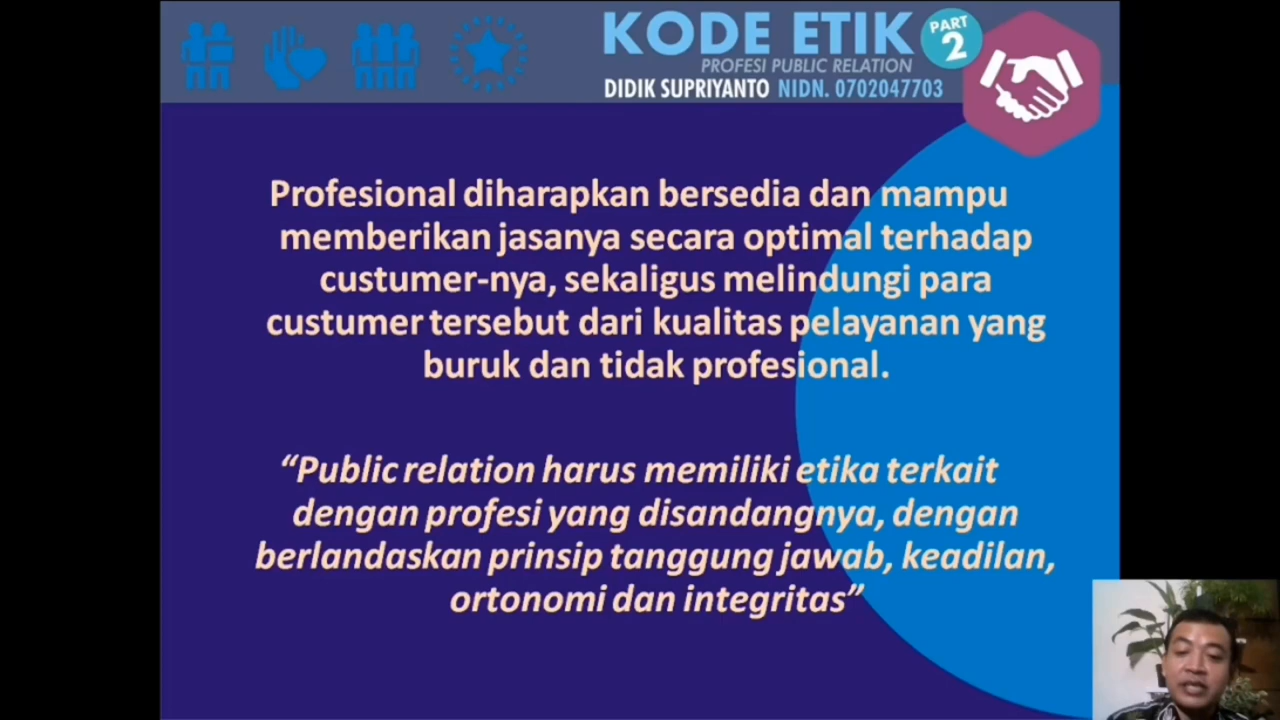 KODE ETIK
PART
2
PROFESI PUBLIC RELATION
DIDIK SUPRIYANTO NIDN. 0702047703
Profesional diharapkan bersedia dan mampu
memberikan jasanya secara optimal terhadap
custumer-nya, sekaligus melindungi para
custumer tersebut dari kualitas pelayanan yang
buruk dan tidak profesional.
“Public relation harus memiliki etika terkait
dengan profesi yang disandangnya, dengan
berlandaskan prinsip tanggung jawab, keadilan,
ortonomi dan integritas”